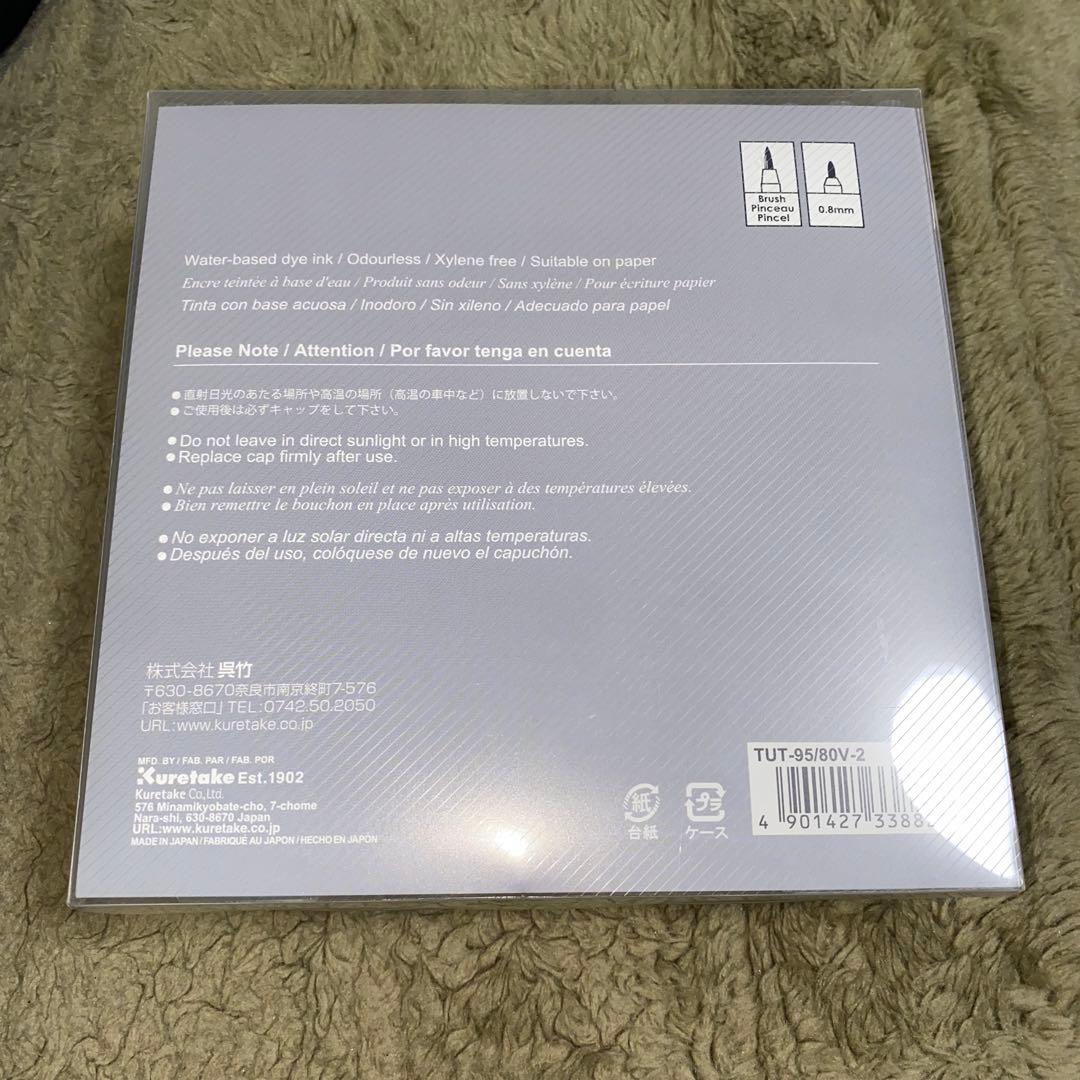 Brush
Pinceau
Pincel
0.8mm
Water-based dye ink / Odourless / Xylene free / Suitable on paper
Encre teintée à base d'eau / Produit sans odeur / Sans xylène / Pour écriture papier
Tinta con base acuosa / Inodoro / Sin xileno / Adecuado para papel
Please Note / Attention / Por favor tenga en cuenta
●直射日光のあたる場所や高温の場所（高温の車中など）に放置しないで下さい。
●ご使用後は必ずキャップをして下さい。
●Do not leave in direct sunlight or in high temperatures.
●Replace cap firmly after use.
●Ne pas laisser en plein soleil et ne pas exposer à des températures élevées.
●Bien remettre le bouchon en place après utilisation.
●No exponer a luz solar directa ni a altas temperaturas.
●Después del uso, colóquese de nuevo el capuchón.
株式会社 呉竹
〒630-8670奈良市南京終町7-576
「お客様窓口」TEL:0742.50.2050
URL:www.kuretake.co.jp
MFD. BY / FAB. PAR / FAB. POR
Kuretake Est.1902
Kuretake Co,Ltd.
576 Minamikyobate-cho, 7-chome
Nara-shi, 630-8670 Japan
URL:www.kuretake.co.jp
MADE IN JAPAN / FABRIQUÉ AU JAPON / HECHO EN JAPÓN
紙
台紙
プラ
ケース
TUT-95/80V-2
4 901427 3388